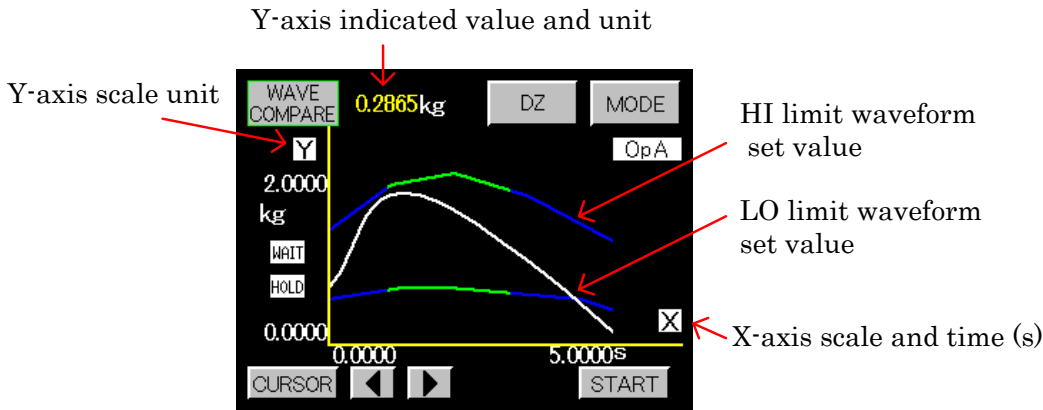 Y-axis indicated value and unit
Y-axis scale unit
WAVE
COMPARE
0.2865kg
DZ
MODE
HI limit waveform
set value
Y
OpA
2.0000
kg
LO limit waveform
set value
WAIT
HOLD
0.0000
X
X-axis scale and time (s)
0.0000
5.0000s
CURSOR
START